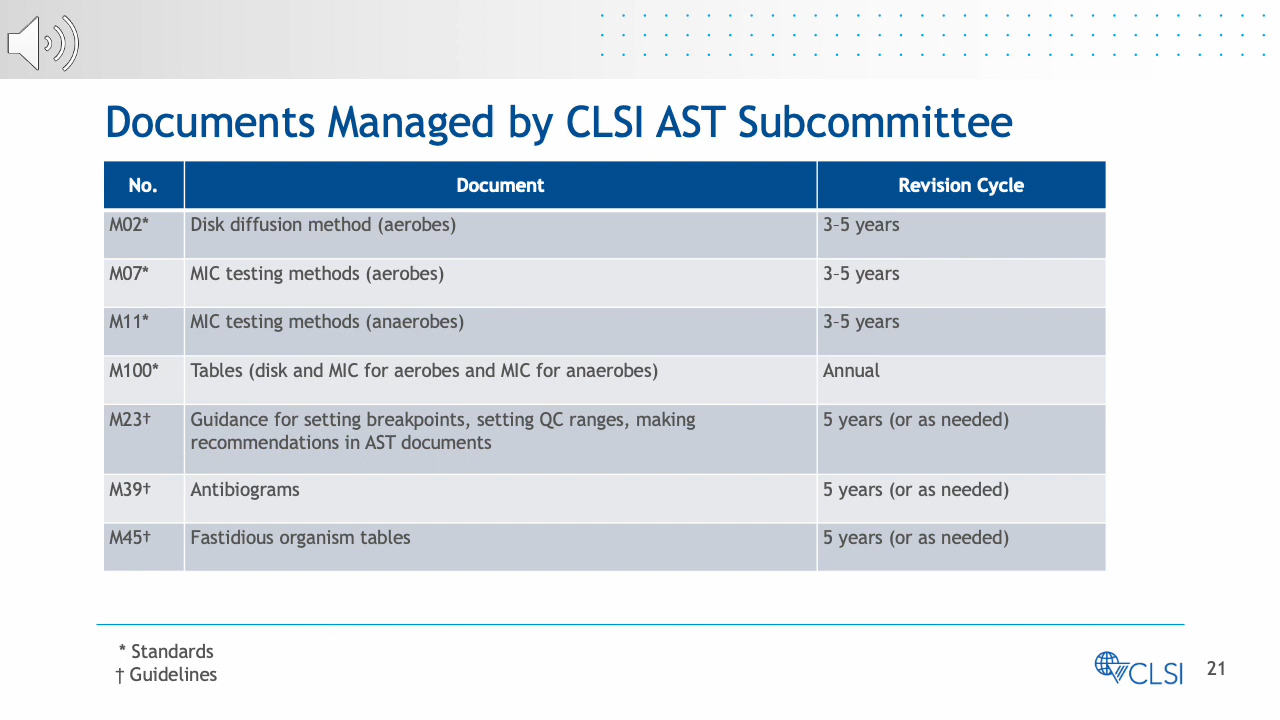 Documents Managed by CLSI AST Subcommittee
No. Document Revision Cycle
M02* Disk diffusion method (aerobes) 3–5 years
M07* MIC testing methods (aerobes) 3–5 years
M11* MIC testing methods (anaerobes) 3–5 years
M100* Tables (disk and MIC for aerobes and MIC for anaerobes) Annual
M23† Guidance for setting breakpoints, setting QC ranges, making 5 years (or as needed)
recommendations in AST documents
M39† Antibiograms 5 years (or as needed)
M45† Fastidious organism tables 5 years (or as needed)
* Standards
† Guidelines
CLSI 21